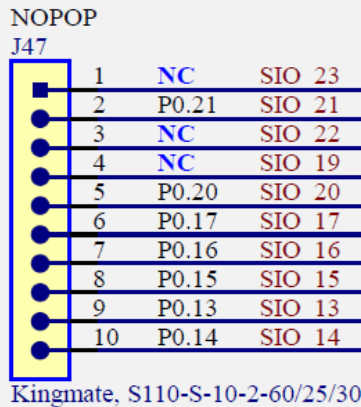 NOPOP
J47
1 NC SIO 23
2 P0.21 SIO 21
3 NC SIO 22
4 NC SIO 19
5 P0.20 SIO 20
6 P0.17 SIO 17
7 P0.16 SIO 16
8 P0.15 SIO 15
9 P0.13 SIO 13
10 P0.14 SIO 14
Kingmate, S110-S-10-2-60/25/30